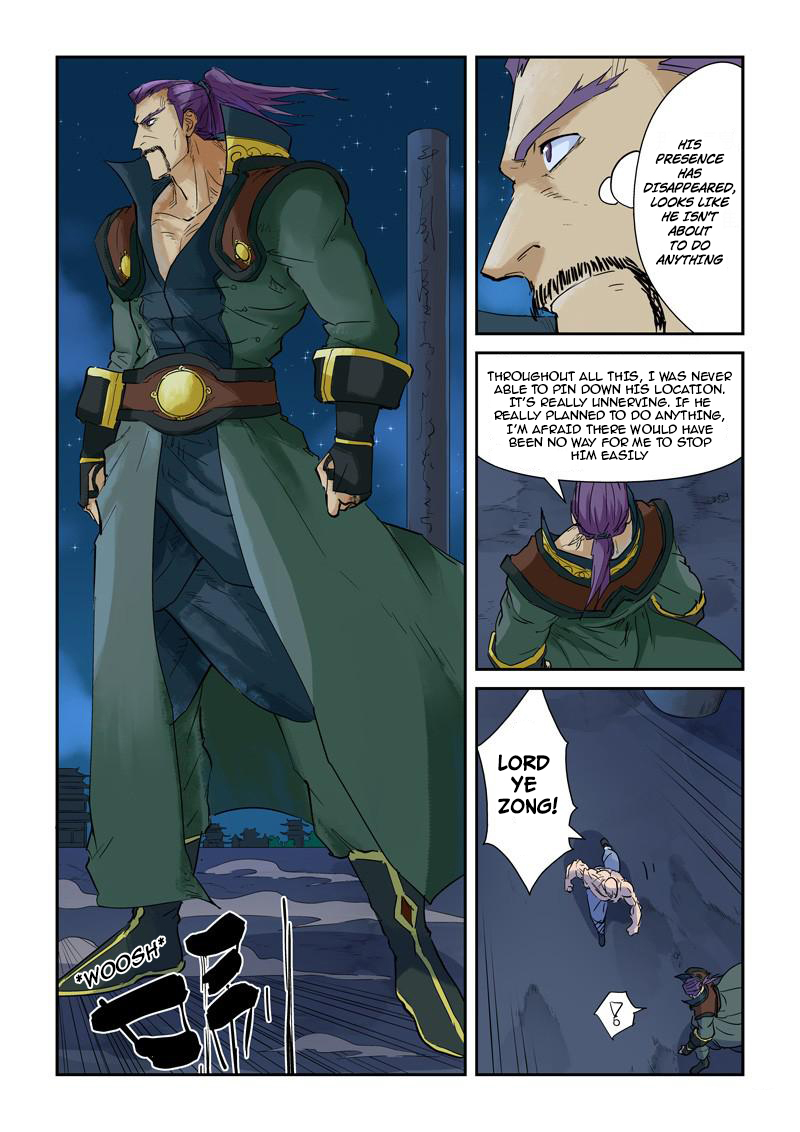 HIS
PRESENCE
HAS
DISAPPEARED,
LOOKS LIKE
HE ISN'T
ABOUT
TO DO
ANYTHING
THROUGHOUT ALL THIS, I WAS NEVER
ABLE TO PIN DOWN HIS LOCATION.
IT'S REALLY UNNERVING. IF HE
REALLY PLANNED TO DO ANYTHING,
I'M AFRAID THERE WOULD HAVE
BEEN NO WAY FOR ME TO STOP
HIM EASILY
*WOOSH*
LORD
YE
ZONG!
!